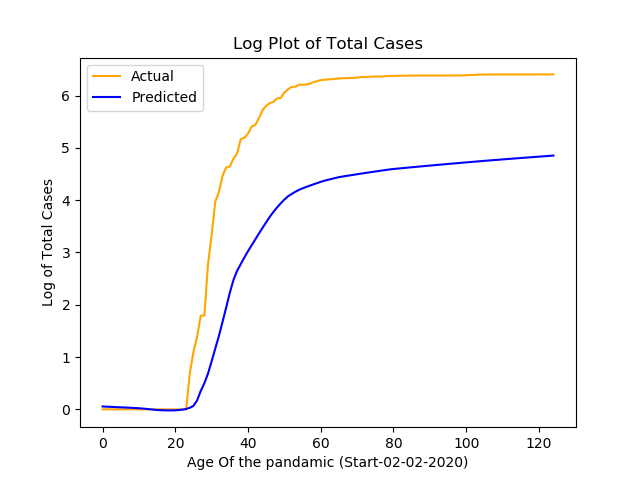 Log Plot of Total Cases
Actual
Predicted
Log of Total Cases
6
5
4
3
2
1
0
0 20 40 60 80 100 120
Age Of the pandamic (Start-02-02-2020)